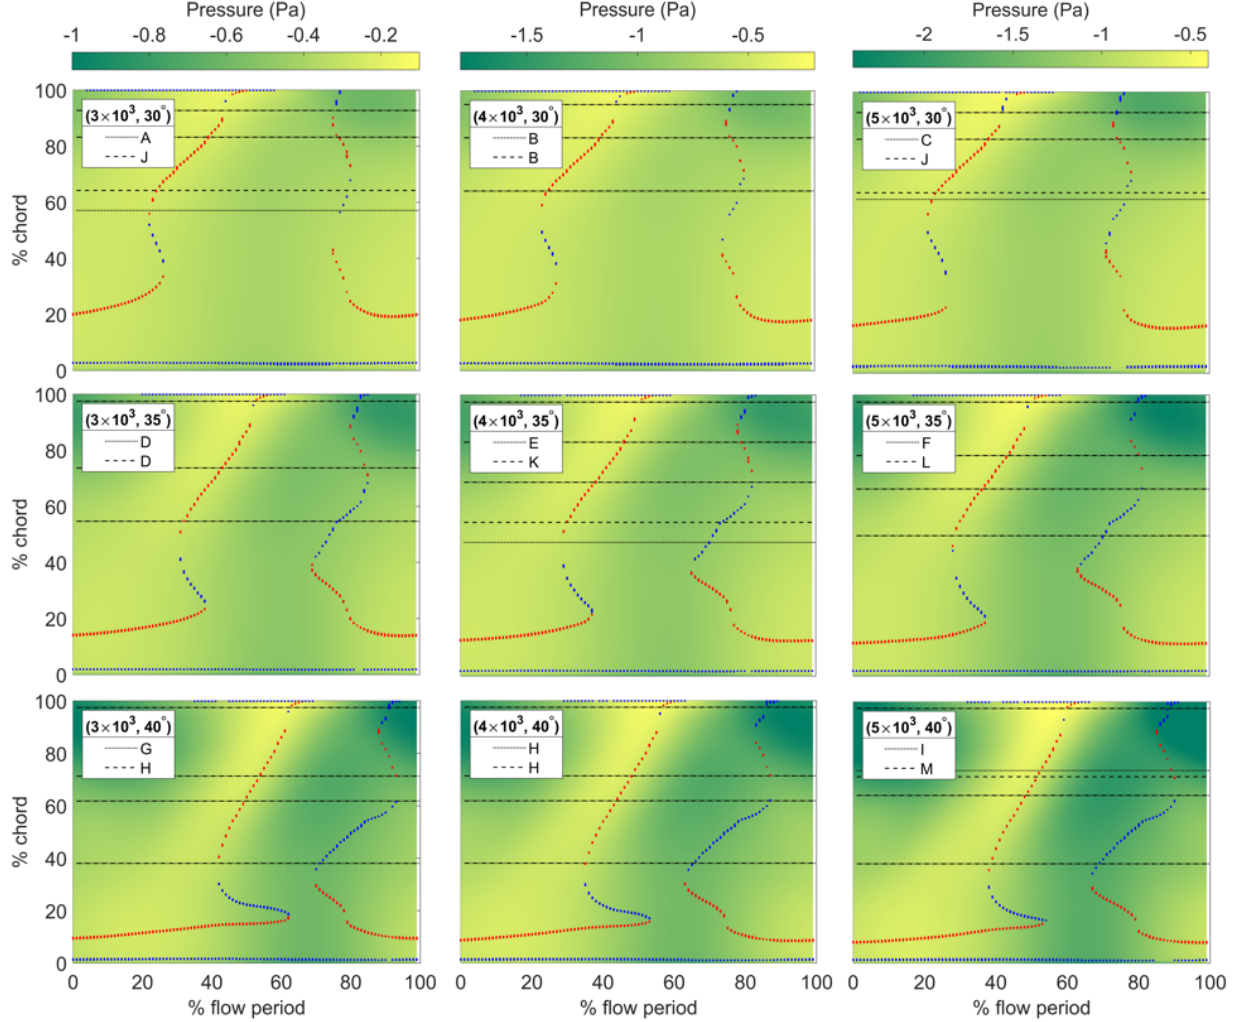 Pressure (Pa) Pressure (Pa) Pressure (Pa)
-1 -0.8 -0.6 -0.4 -0.2 -1.5 -1 -0.5 -2 -1.5 -1 -0.5
100
80
60
40
20
0
% chord
(3×10³, 30°)
A
J
(4×10³, 30°)
B
B
(5×10³, 30°)
C
J
100
80
60
40
20
0
% chord
(3×10³, 35°)
D
D
(4×10³, 35°)
E
K
(5×10³, 35°)
F
L
100
80
60
40
20
0
% chord
(3×10³, 40°)
G
H
(4×10³, 40°)
H
H
(5×10³, 40°)
I
M
20 40 60 80 100 0 20 40 60 80 100 0 20 40 60 80 100
% flow period % flow period % flow period